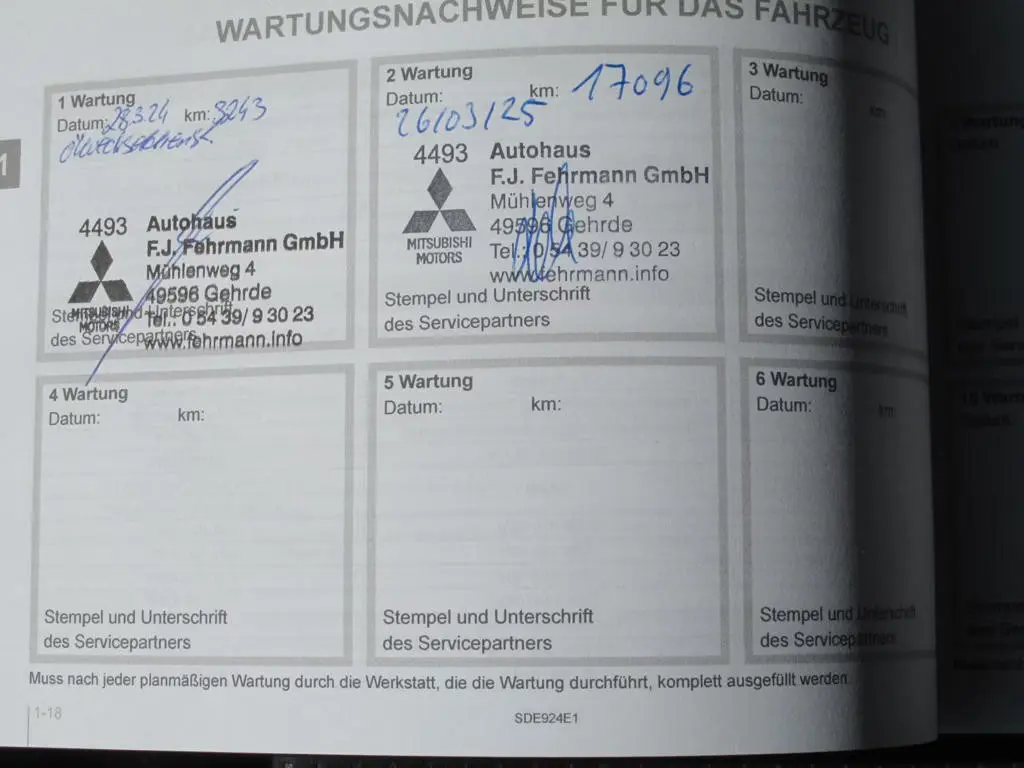 WARTUNGSNACHWEISE FÜR DAS FAHRZEUG
1 Wartung
Datum: 28.3.24 km: 8243
4493 Autohaus
F.J. Fehrmann GmbH
Mühlenweg 4
49596 Gehrde
Tel.: 0 54 39/ 9 30 23
www.fehrmann.info
MITSUBISHI
MOTORS
Stempel und Unterschrift
des Servicepartners
2 Wartung
Datum: km: 17096
26/03/25
4493 Autohaus
F.J. Fehrmann GmbH
Mühlenweg 4
49596 Gehrde
Tel.: 0 54 39/ 9 30 23
www.fehrmann.info
MITSUBISHI
MOTORS
Stempel und Unterschrift
des Servicepartners
3 Wartung
Datum: km
Stempel und Unterschrift
des Servicepartners
4 Wartung
Datum: km:
Stempel und Unterschrift
des Servicepartners
5 Wartung
Datum: km:
Stempel und Unterschrift
des Servicepartners
6 Wartung
Datum: km:
Stempel und Unterschrift
des Servicepartners
Muss nach jeder planmäßigen Wartung durch die Werkstatt, die die Wartung durchführt, komplett ausgefüllt werden.
1-18
SDE924E1
1